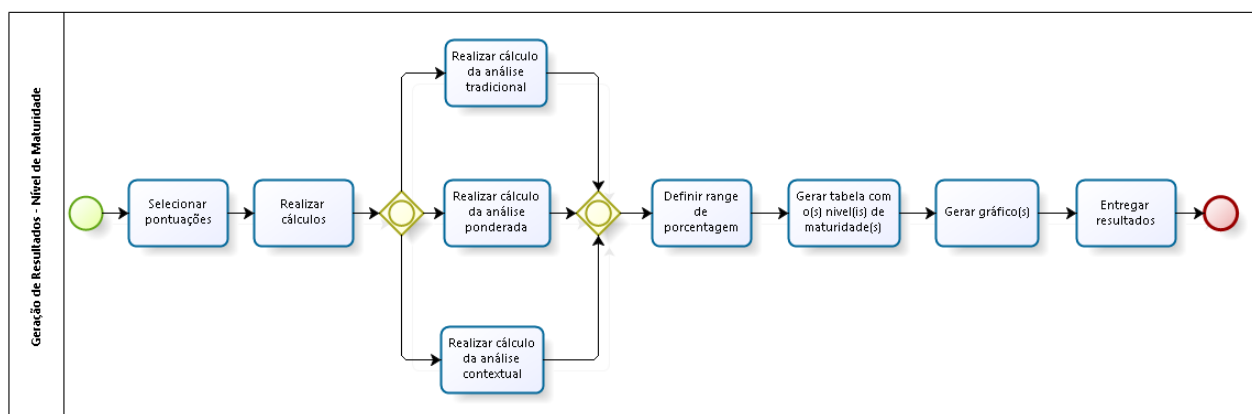 Geração de Resultados - Nível de Maturidade
Selecionar
pontuações
Realizar
cálculos
Realizar cálculo
da análise
tradicional
Realizar cálculo
da análise
ponderada
Realizar cálculo
da análise
contextual
Definir range
de
porcentagem
Gerar tabela com
o(s) nivel(is) de
maturidade(s)
Gerar gráfico(s)
Entregar
resultados